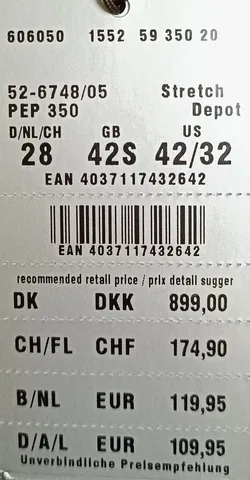 606050 1552 59 350 20
52-6748/05 Stretch
PEP 350 Depot
D/NL/CH GB US
28 42S 42/32
EAN 4037117432642
EAN 4037117432642
recommended retail price / prix detail sugger
DK DKK 899,00
CH/FL CHF 174,90
B/NL EUR 119,95
D/A/L EUR 109,95
Unverbindliche Preisempfehlung